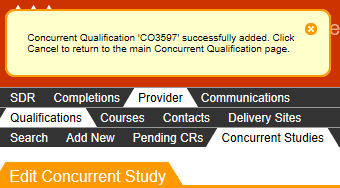 Concurrent Qualification 'CO3597' successfully added. Click
Cancel to return to the main Concurrent Qualification page.
SDR Completions Provider Communications
Qualifications Courses Contacts Delivery Sites
Search Add New Pending CRs Concurrent Studies
Edit Concurrent Study